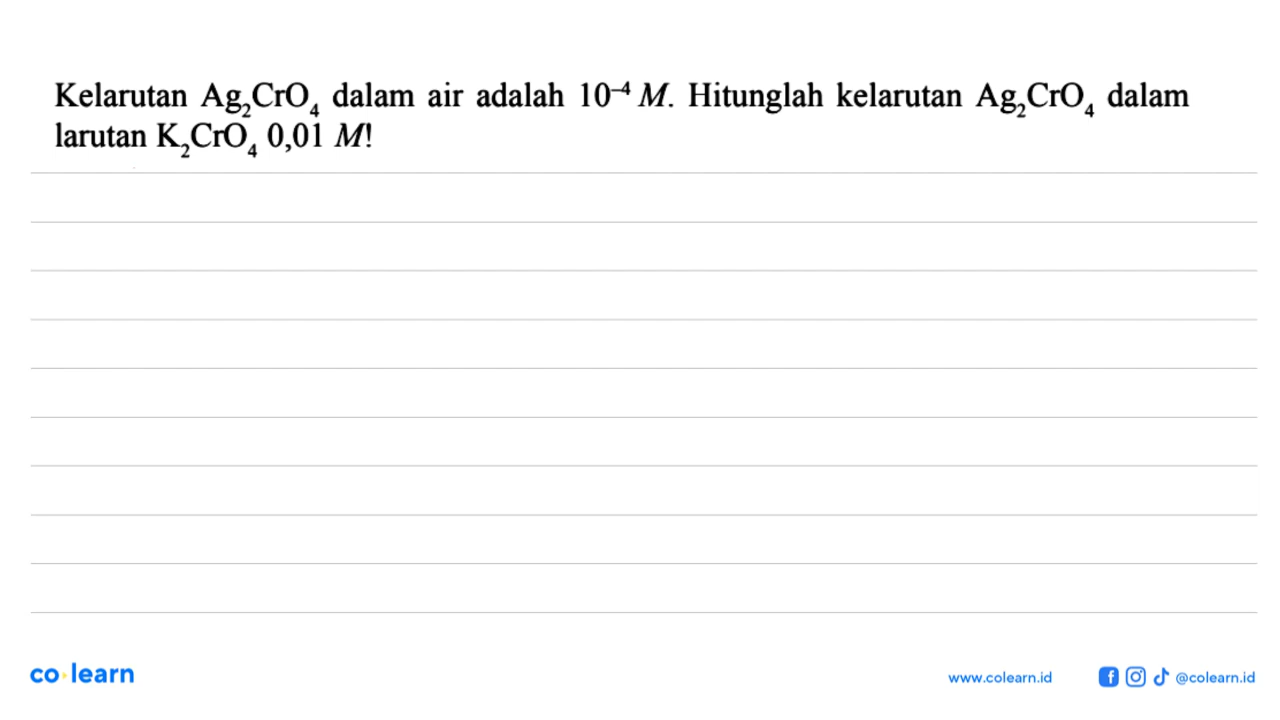 Kelarutan Ag₂CrO₄ dalam air adalah 10⁻⁴ M. Hitunglah kelarutan Ag₂CrO₄ dalam
larutan K₂CrO₄ 0,01 M!
co learn
www.colearn.id
@colearn.id